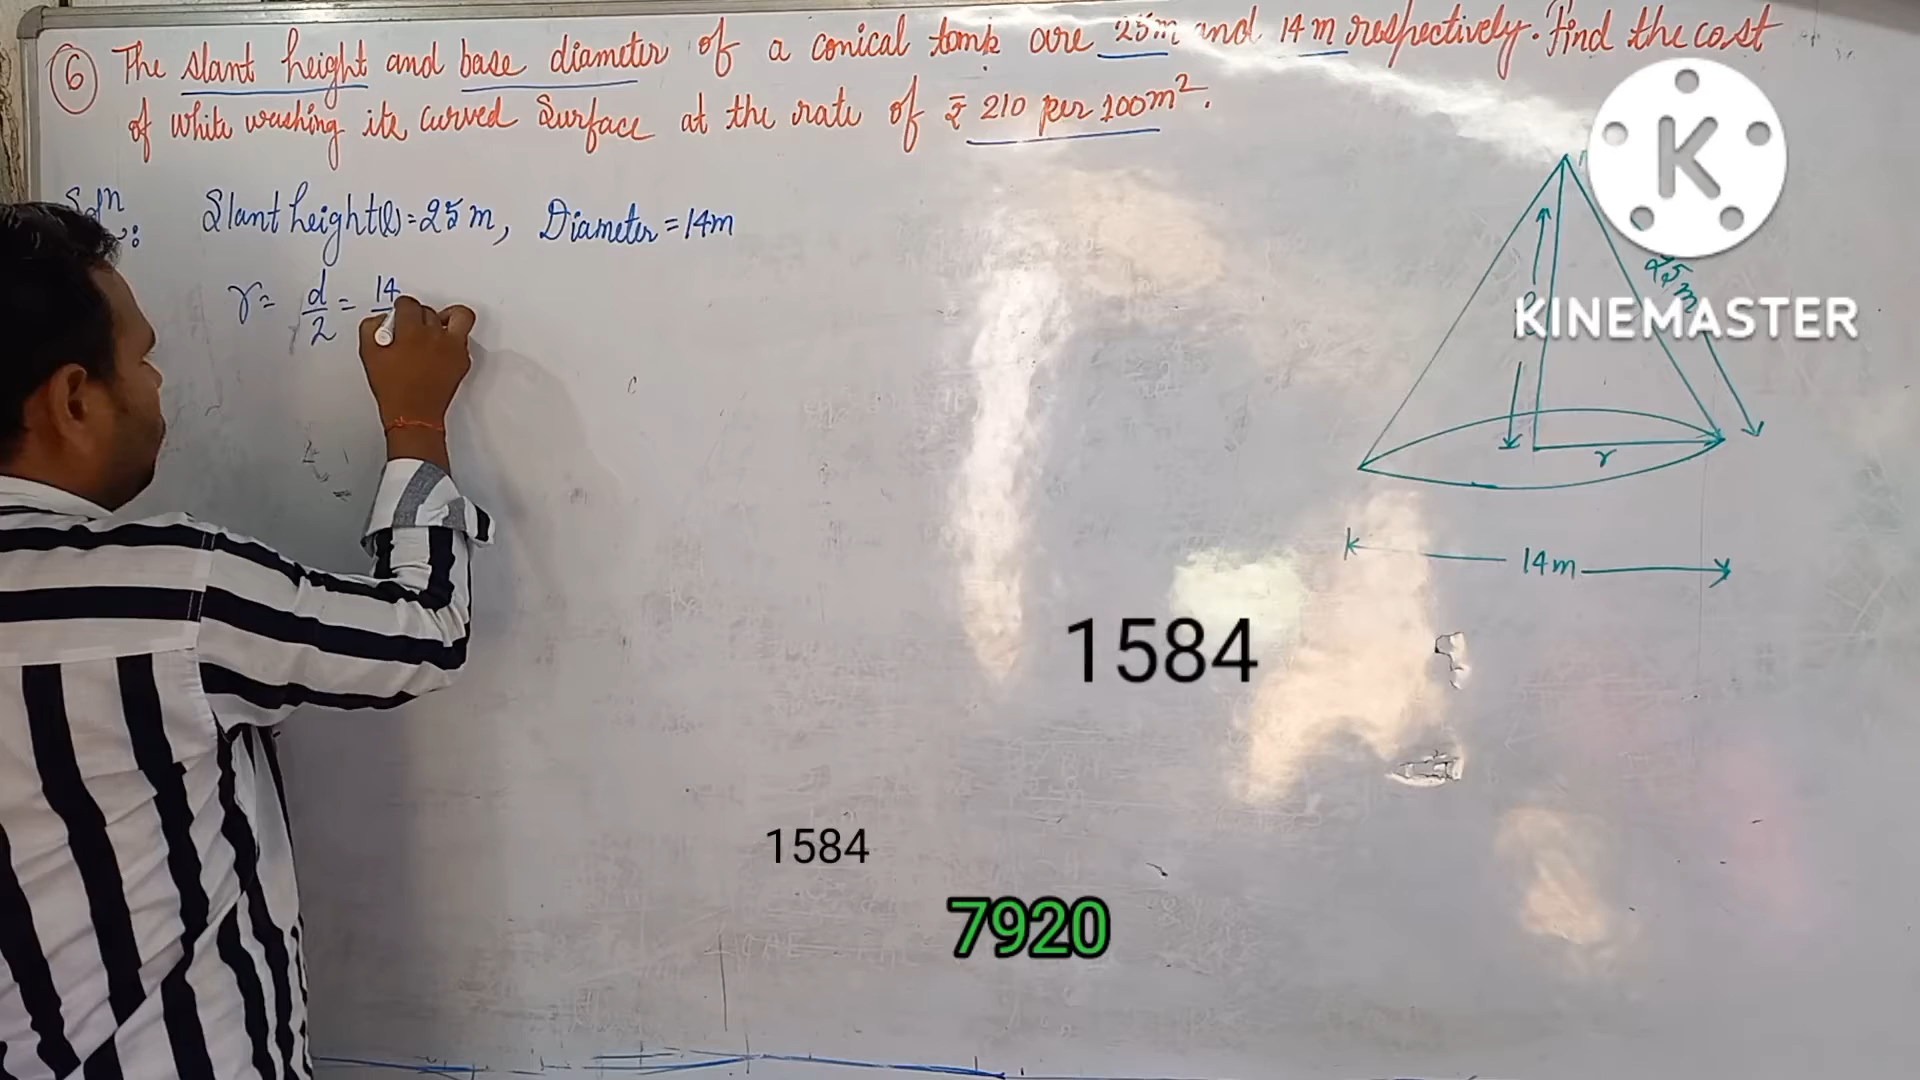 6 The slant height and base diameter of a conical tomb are 25m and 14m respectively. Find the cost
of white washing its curved Surface at the rate of ₹ 210 per 100m².
Soln:
Slant height(l)=25m, Diameter=14m
r= d/2 = 14
K
25m
KINEMASTER
r
14m
1584
1584
7920